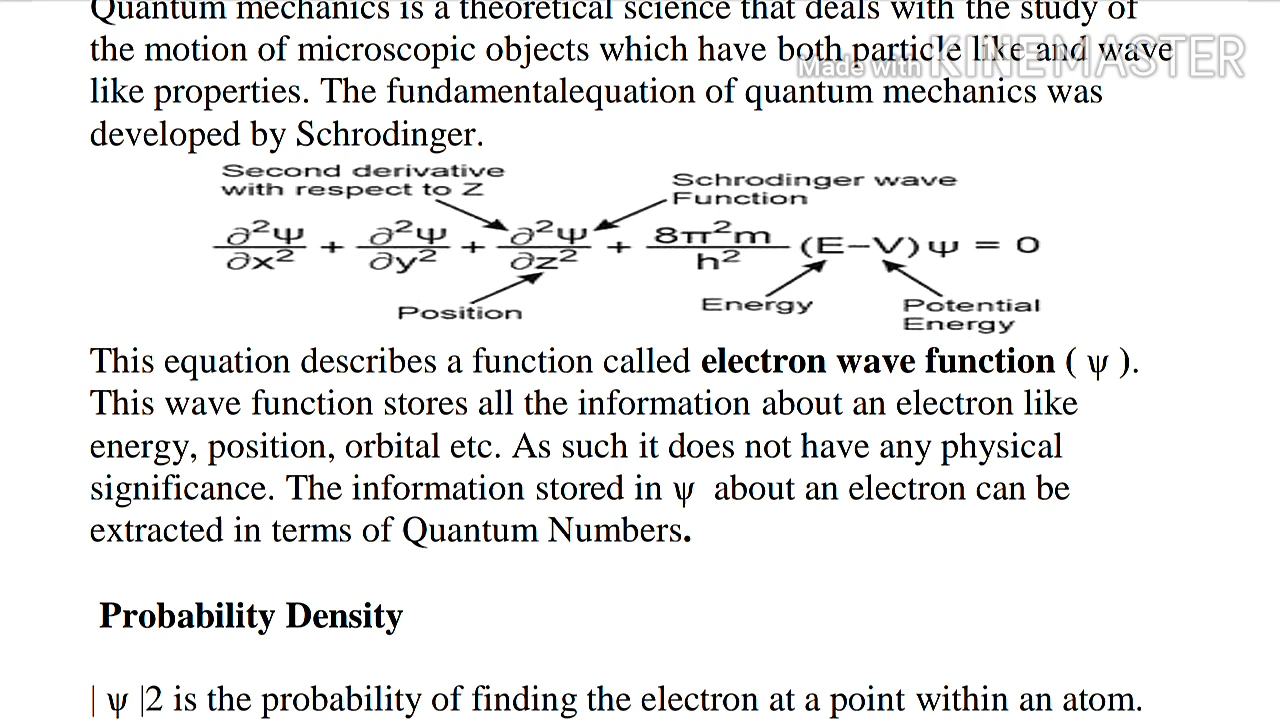 Quantum mechanics is a theoretical science that deals with the study of
the motion of microscopic objects which have both particle like and wave
Made with KINEMASTER
like properties. The fundamentalequation of quantum mechanics was
developed by Schrodinger.
Second derivative
with respect to Z
Schrodinger wave
Function
∂²ψ/∂x² + ∂²ψ/∂y² + ∂²ψ/∂z² + 8π²m/h² (E−V) ψ = 0
Position
Energy
Potential
Energy
This equation describes a function called electron wave function ( ψ ).
This wave function stores all the information about an electron like
energy, position, orbital etc. As such it does not have any physical
significance. The information stored in ψ about an electron can be
extracted in terms of Quantum Numbers.
Probability Density
| ψ |2 is the probability of finding the electron at a point within an atom.